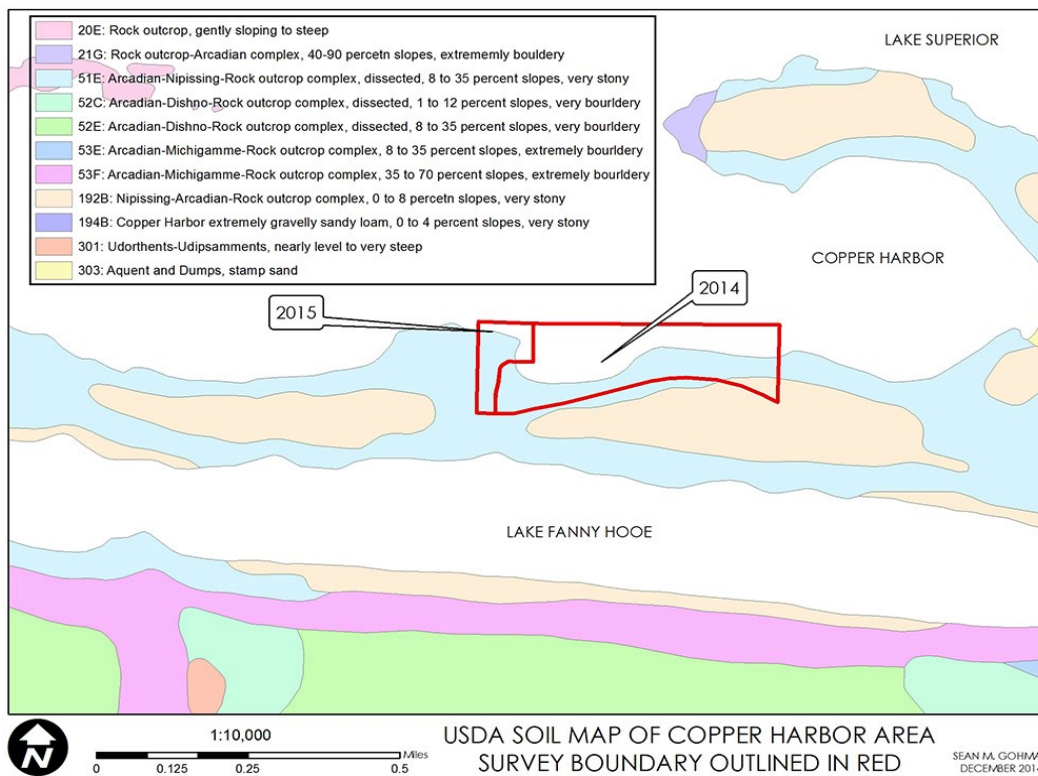 20E: Rock outcrop, gently sloping to steep
21G: Rock outcrop-Arcadian complex, 40-90 percetn slopes, extrememly bouldery
51E: Arcadian-Nipissing-Rock outcrop complex, dissected, 8 to 35 percent slopes, very stony
52C: Arcadian-Dishno-Rock outcrop complex, dissected, 1 to 12 percent slopes, very bourldery
52E: Arcadian-Dishno-Rock outcrop complex, dissected, 8 to 35 percent slopes, very bourldery
53E: Arcadian-Michigamme-Rock outcrop complex, 8 to 35 percent slopes, extremely bourldery
53F: Arcadian-Michigamme-Rock outcrop complex, 35 to 70 percent slopes, extremely bourldery
192B: Nipissing-Arcadian-Rock outcrop complex, 0 to 8 percetn slopes, very stony
194B: Copper Harbor extremely gravelly sandy loam, 0 to 4 percent slopes, very stony
301: Udorthents-Udipsamments, nearly level to very steep
303: Aquent and Dumps, stamp sand
LAKE SUPERIOR
COPPER HARBOR
2015
2014
LAKE FANNY HOOE
N
1:10,000
Miles
0 0.125 0.25 0.5
USDA SOIL MAP OF COPPER HARBOR AREA
SURVEY BOUNDARY OUTLINED IN RED
SEAN M. GOHMA
DECEMBER 2014